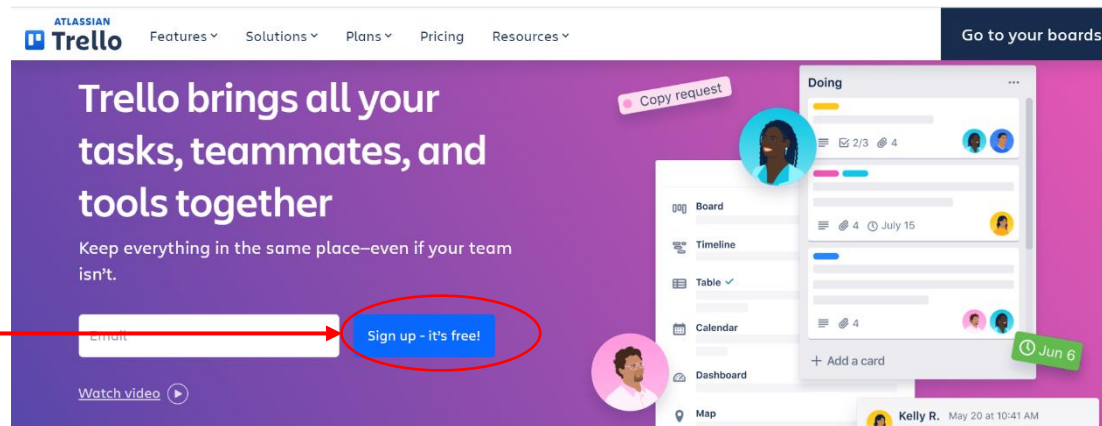 ATLASSIAN
Trello
Features
Solutions
Plans
Pricing
Resources
Go to your boards
Trello brings all your
tasks, teammates, and
tools together
Keep everything in the same place—even if your team
isn't.
Email
Sign up - it's free!
Watch video
Copy request
Doing
2/3 4
4 July 15
4
+ Add a card
Jun 6
Board
Timeline
Table
Calendar
Dashboard
Map
Kelly R. May 20 at 10:41 AM